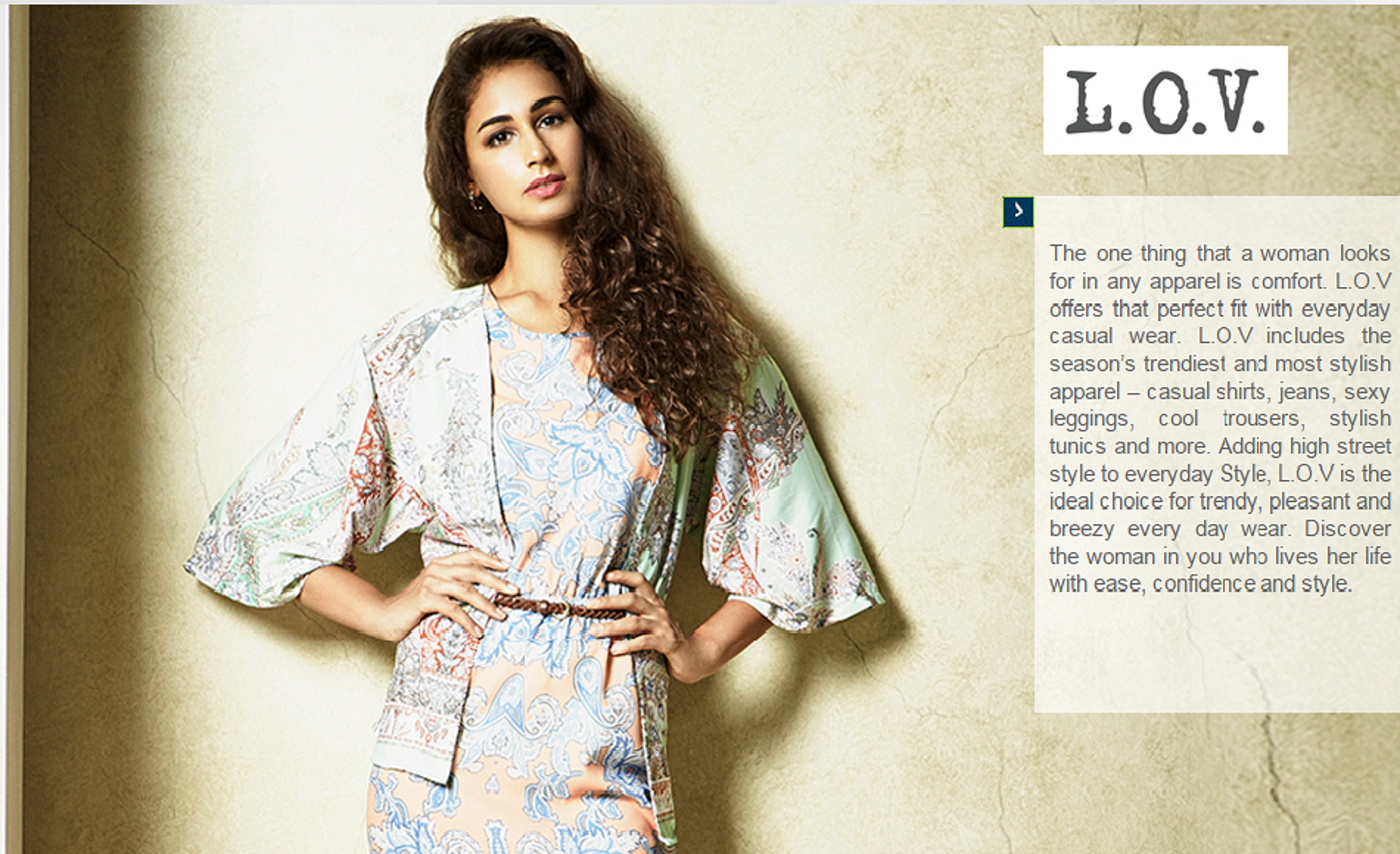 L.O.V.
The one thing that a woman looks
for in any apparel is comfort. L.O.V
offers that perfect fit with everyday
casual wear. L.O.V includes the
season’s trendiest and most stylish
apparel – casual shirts, jeans, sexy
leggings, cool trousers, stylish
tunics and more. Adding high street
style to everyday Style, L.O.V is the
ideal choice for trendy, pleasant and
breezy every day wear. Discover
the woman in you who lives her life
with ease, confidence and style.